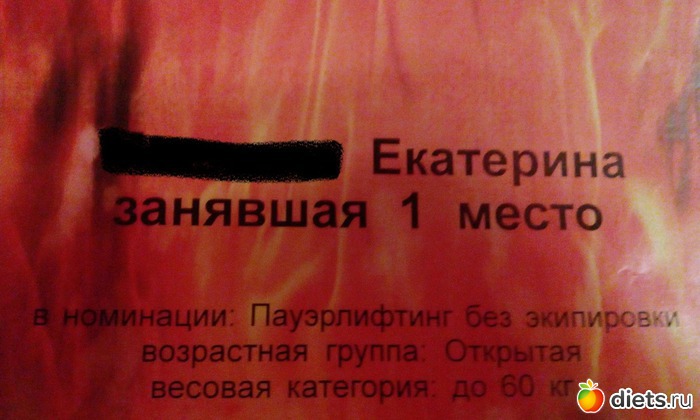 Екатерина
занявшая 1 место
в номинации: Пауэрлифтинг без экипировки
возрастная группа: Открытая
весовая категория: до 60 кг
diets.ru